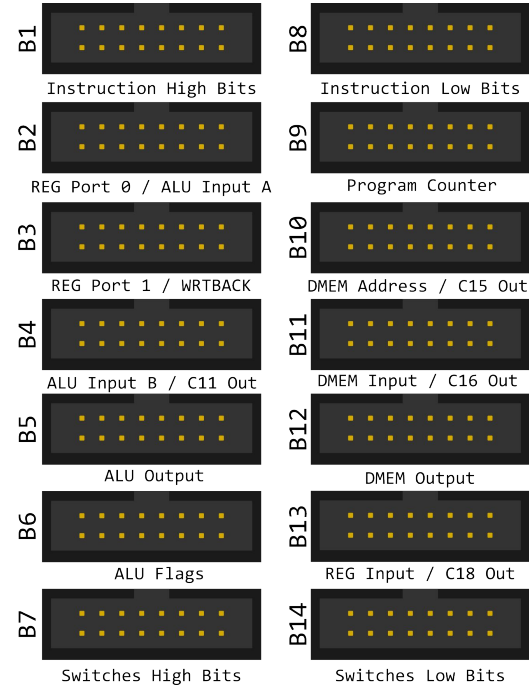 B1
Instruction High Bits
B8
Instruction Low Bits
B2
REG Port 0 / ALU Input A
B9
Program Counter
B3
REG Port 1 / WRTBACK
B10
DMEM Address / C15 Out
B4
ALU Input B / C11 Out
B11
DMEM Input / C16 Out
B5
ALU Output
B12
DMEM Output
B6
ALU Flags
B13
REG Input / C18 Out
B7
Switches High Bits
B14
Switches Low Bits